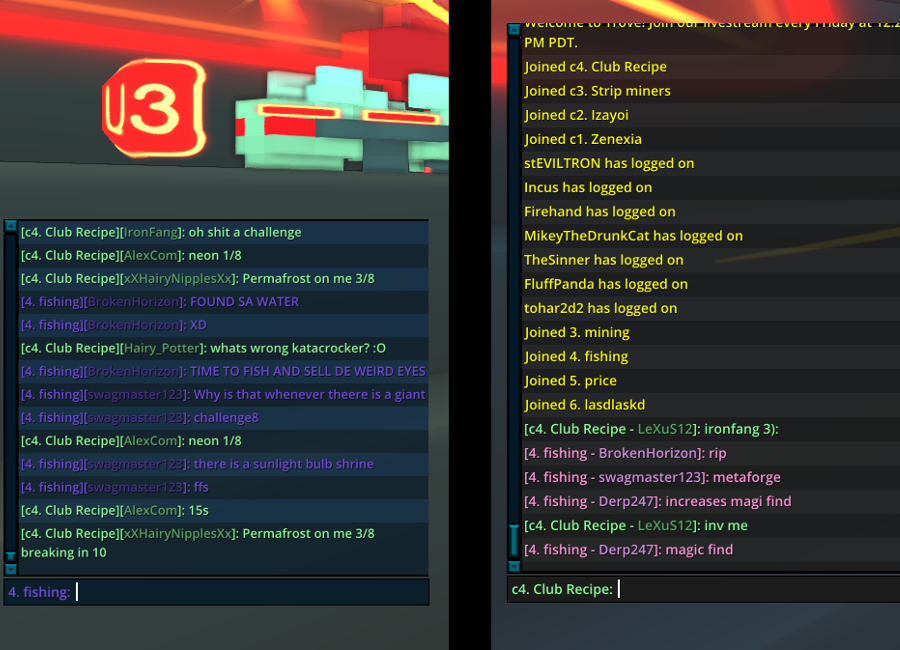 U3
[c4. Club Recipe][IronFang]: oh shit a challenge
[c4. Club Recipe][AlexCom]: neon 1/8
[c4. Club Recipe][xXHairyNipplesXx]: Permafrost on me 3/8
[4. fishing][BrokenHorizon]: FOUND SA WATER
[4. fishing][BrokenHorizon]: XD
[c4. Club Recipe][Hairy_Potter]: whats wrong katacrocker? :O
[4. fishing][BrokenHorizon]: TIME TO FISH AND SELL DE WEIRD EYES
[4. fishing][swagmaster123]: Why is that whenever theere is a giant
[4. fishing][swagmaster123]: challenge8
[c4. Club Recipe][AlexCom]: neon 1/8
[4. fishing][swagmaster123]: there is a sunlight bulb shrine
[4. fishing][swagmaster123]: ffs
[c4. Club Recipe][AlexCom]: 15s
[c4. Club Recipe][xXHairyNipplesXx]: Permafrost on me 3/8
breaking in 10
4. fishing:
Welcome to Trove! Join our livestream every Friday at
PM PDT.
Joined c4. Club Recipe
Joined c3. Strip miners
Joined c2. Izayoi
Joined c1. Zenexia
stEVILTRON has logged on
Incus has logged on
Firehand has logged on
MikeyTheDrunkCat has logged on
TheSinner has logged on
FluffPanda has logged on
tohar2d2 has logged on
Joined 3. mining
Joined 4. fishing
Joined 5. price
Joined 6. lasdlaskd
[c4. Club Recipe - LeXuS12]: ironfang 3):
[4. fishing - BrokenHorizon]: rip
[4. fishing - swagmaster123]: metaforge
[4. fishing - Derp247]: increases magi find
[c4. Club Recipe - LeXuS12]: inv me
[4. fishing - Derp247]: magic find
c4. Club Recipe: